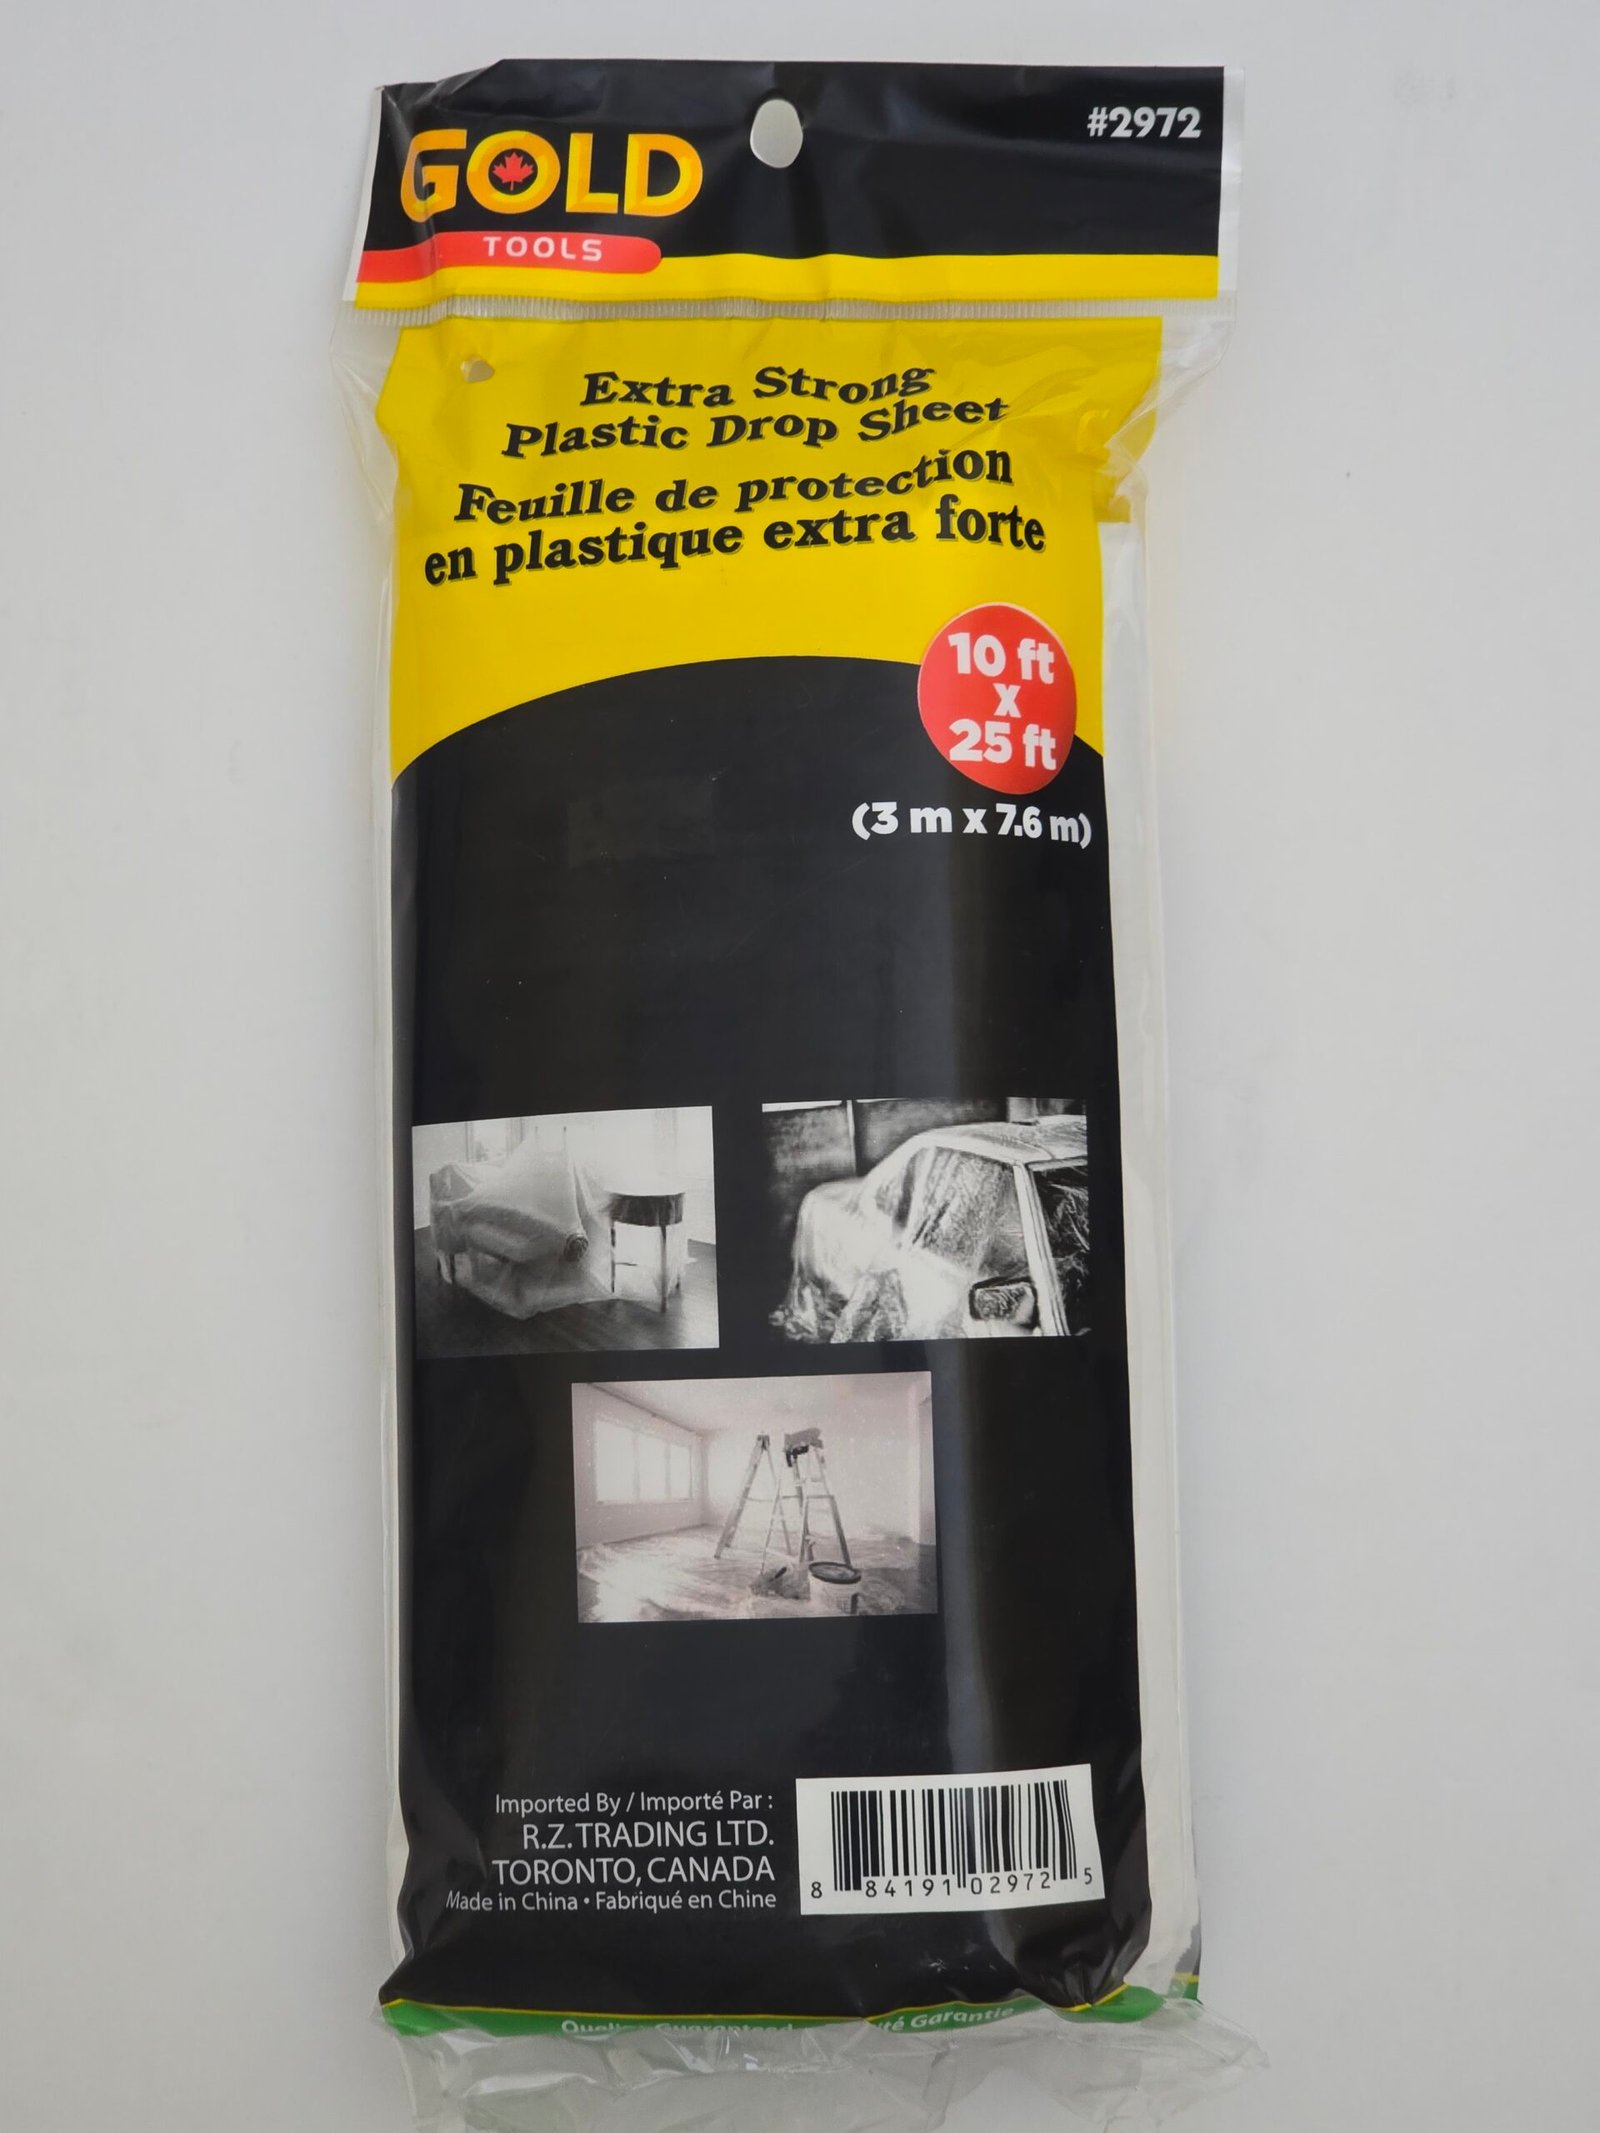 #2972
GOLD
TOOLS
Extra Strong
Plastic Drop Sheet
Feuille de protection
en plastique extra forte
10 ft
x
25 ft
(3 m x 7.6 m)
Imported By / Importé Par :
R.Z. TRADING LTD.
TORONTO, CANADA
Made in China • Fabriqué en Chine
8 84191 02972 5
Guaranteed Garantie